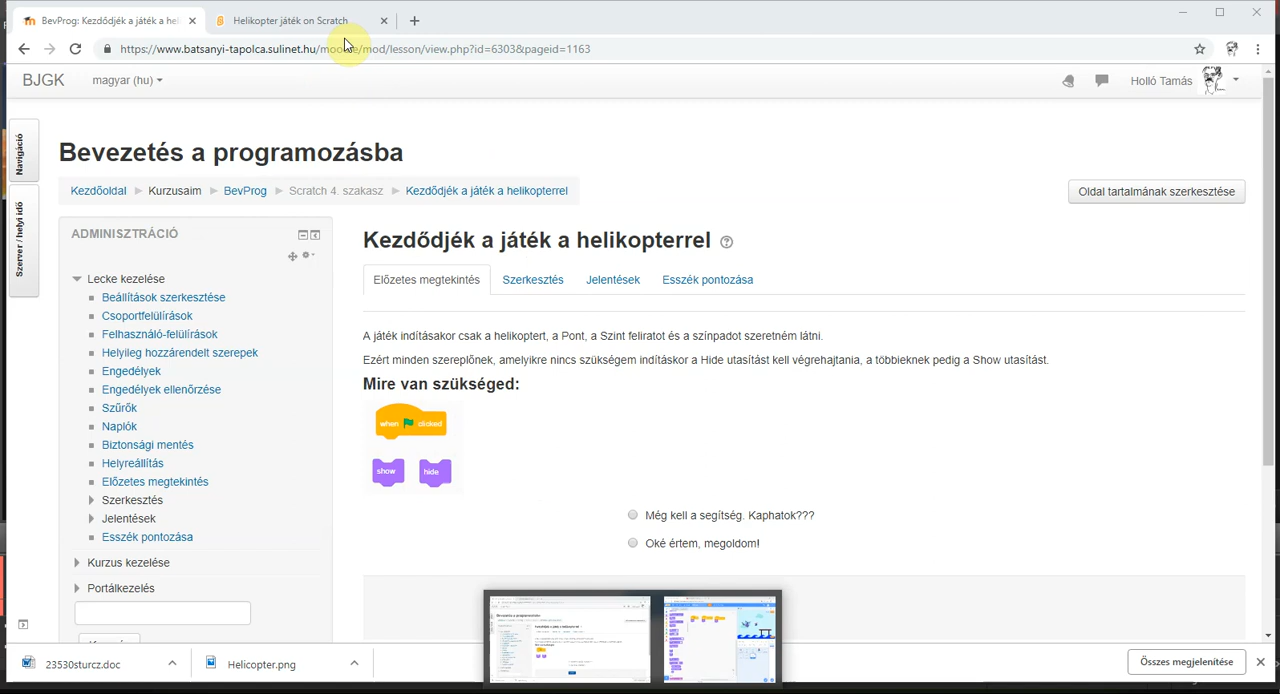 BevProg: Kezdődjék a játék a hel
Helikopter játék on Scratch
https://www.batsanyi-tapolca.sulinet.hu/moodle/mod/lesson/view.php?id=6303&pageid=1163
BJGK
magyar (hu)
Holló Tamás
Navigáció
Szerver / helyi idő
Bevezetés a programozásba
Kezdőoldal
Kurzusaim
BevProg
Scratch 4. szakasz
Kezdődjék a játék a helikopterrel
Oldal tartalmának szerkesztése
ADMINISZTRÁCIÓ
Lecke kezelése
Beállítások szerkesztése
Csoportfelülírások
Felhasználó-felülírások
Helyileg hozzárendelt szerepek
Engedélyek
Engedélyek ellenőrzése
Szűrők
Naplók
Biztonsági mentés
Helyreállítás
Előzetes megtekintés
Szerkesztés
Jelentések
Esszék pontozása
Kurzus kezelése
Portálkezelés
Kezdődjék a játék a helikopterrel
Előzetes megtekintés
Szerkesztés
Jelentések
Esszék pontozása
A játék indításakor csak a helikoptert, a Pont, a Szint feliratot és a színpadot szeretném látni.
Ezért minden szereplőnek, amelyikre nincs szükségem indításkor a Hide utasítást kell végrehajtania, a többieknek pedig a Show utasítást.
Mire van szükséged:
when clicked
show
hide
Még kell a segítség. Kaphatok???
Oké értem, megoldom!
23530sturcz.doc
Helicopter.png
Összes megjelenítése